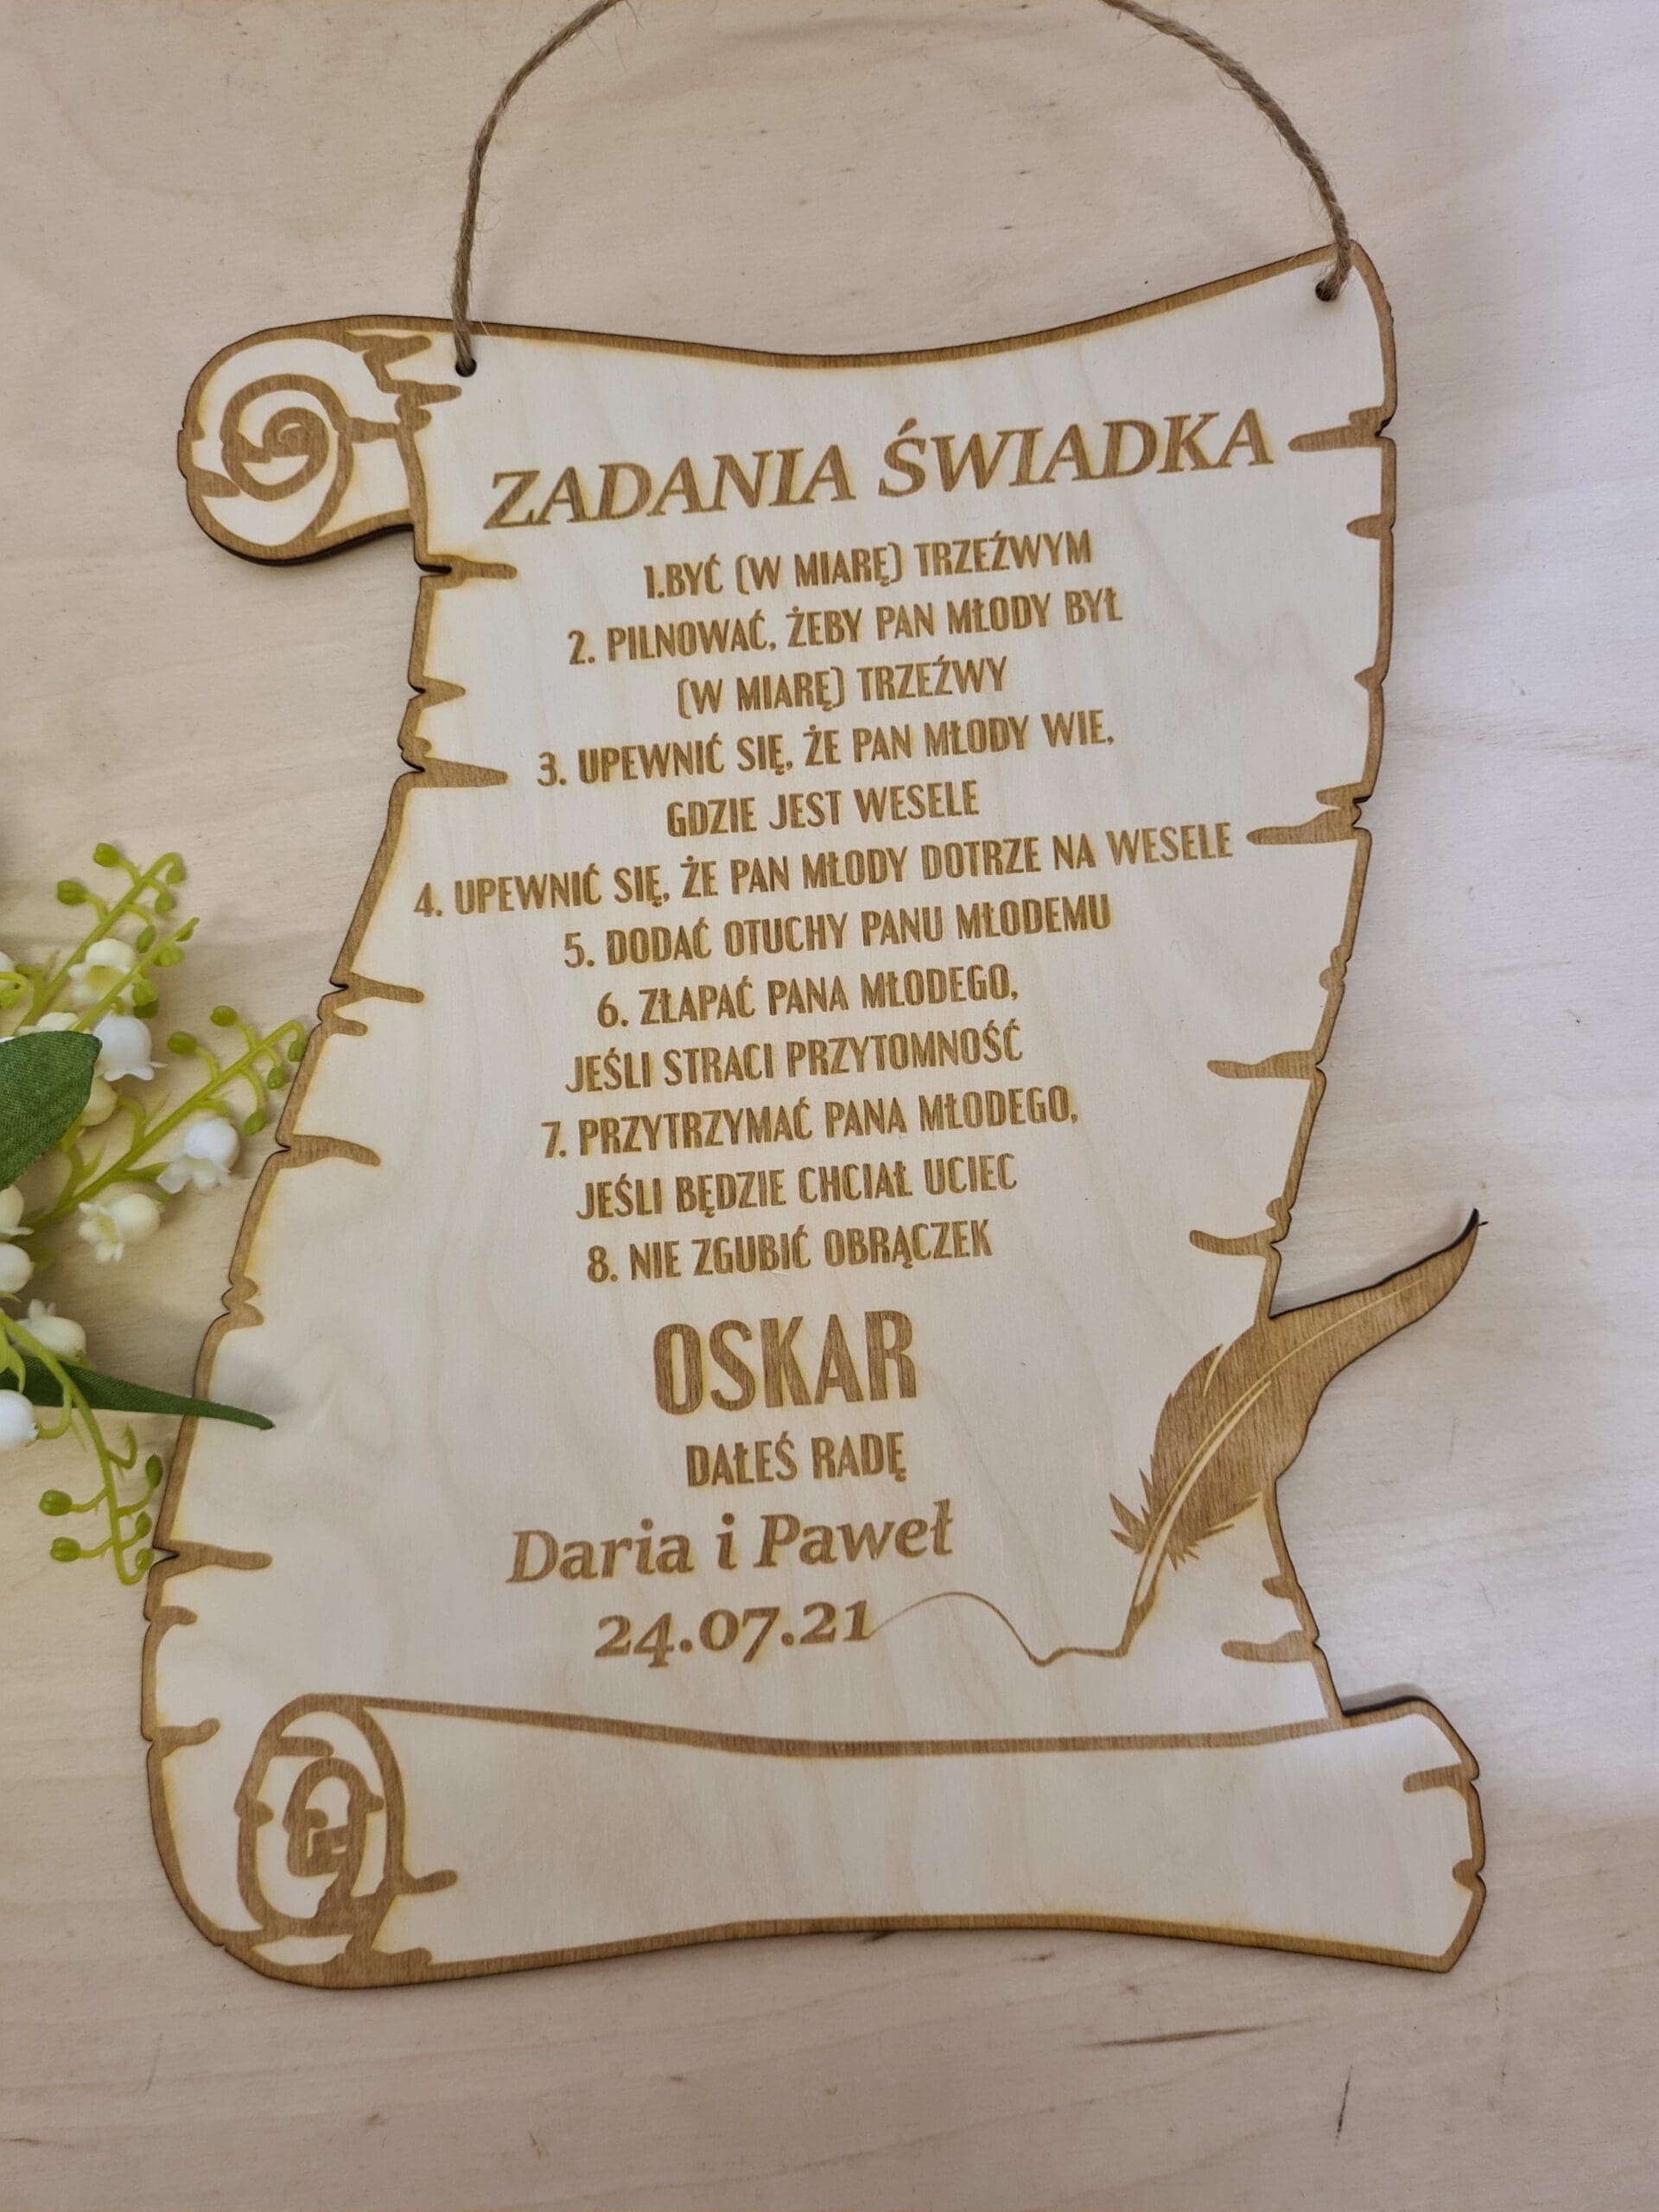 ZADANIA ŚWIADKA
1.BYĆ (W MIARĘ) TRZEŹWYM
2. PILNOWAĆ, ŻEBY PAN MŁODY BYŁ
(W MIARĘ) TRZEŹWY
3. UPEWNIĆ SIĘ, ŻE PAN MŁODY WIE,
GDZIE JEST WESELE
4. UPEWNIĆ SIĘ, ŻE PAN MŁODY DOTRZE NA WESELE
5. DODAĆ OTUCHY PANU MŁODEMU
6. ZŁAPAĆ PANA MŁODEGO,
JEŚLI STRACI PRZYTOMNOŚĆ
7. PRZYTRZYMAĆ PANA MŁODEGO,
JEŚLI BĘDZIE CHCIAŁ UCIEC
8. NIE ZGUBIĆ OBRĄCZEK
OSKAR
DAŁEŚ RADĘ
Daria i Paweł
24.07.21